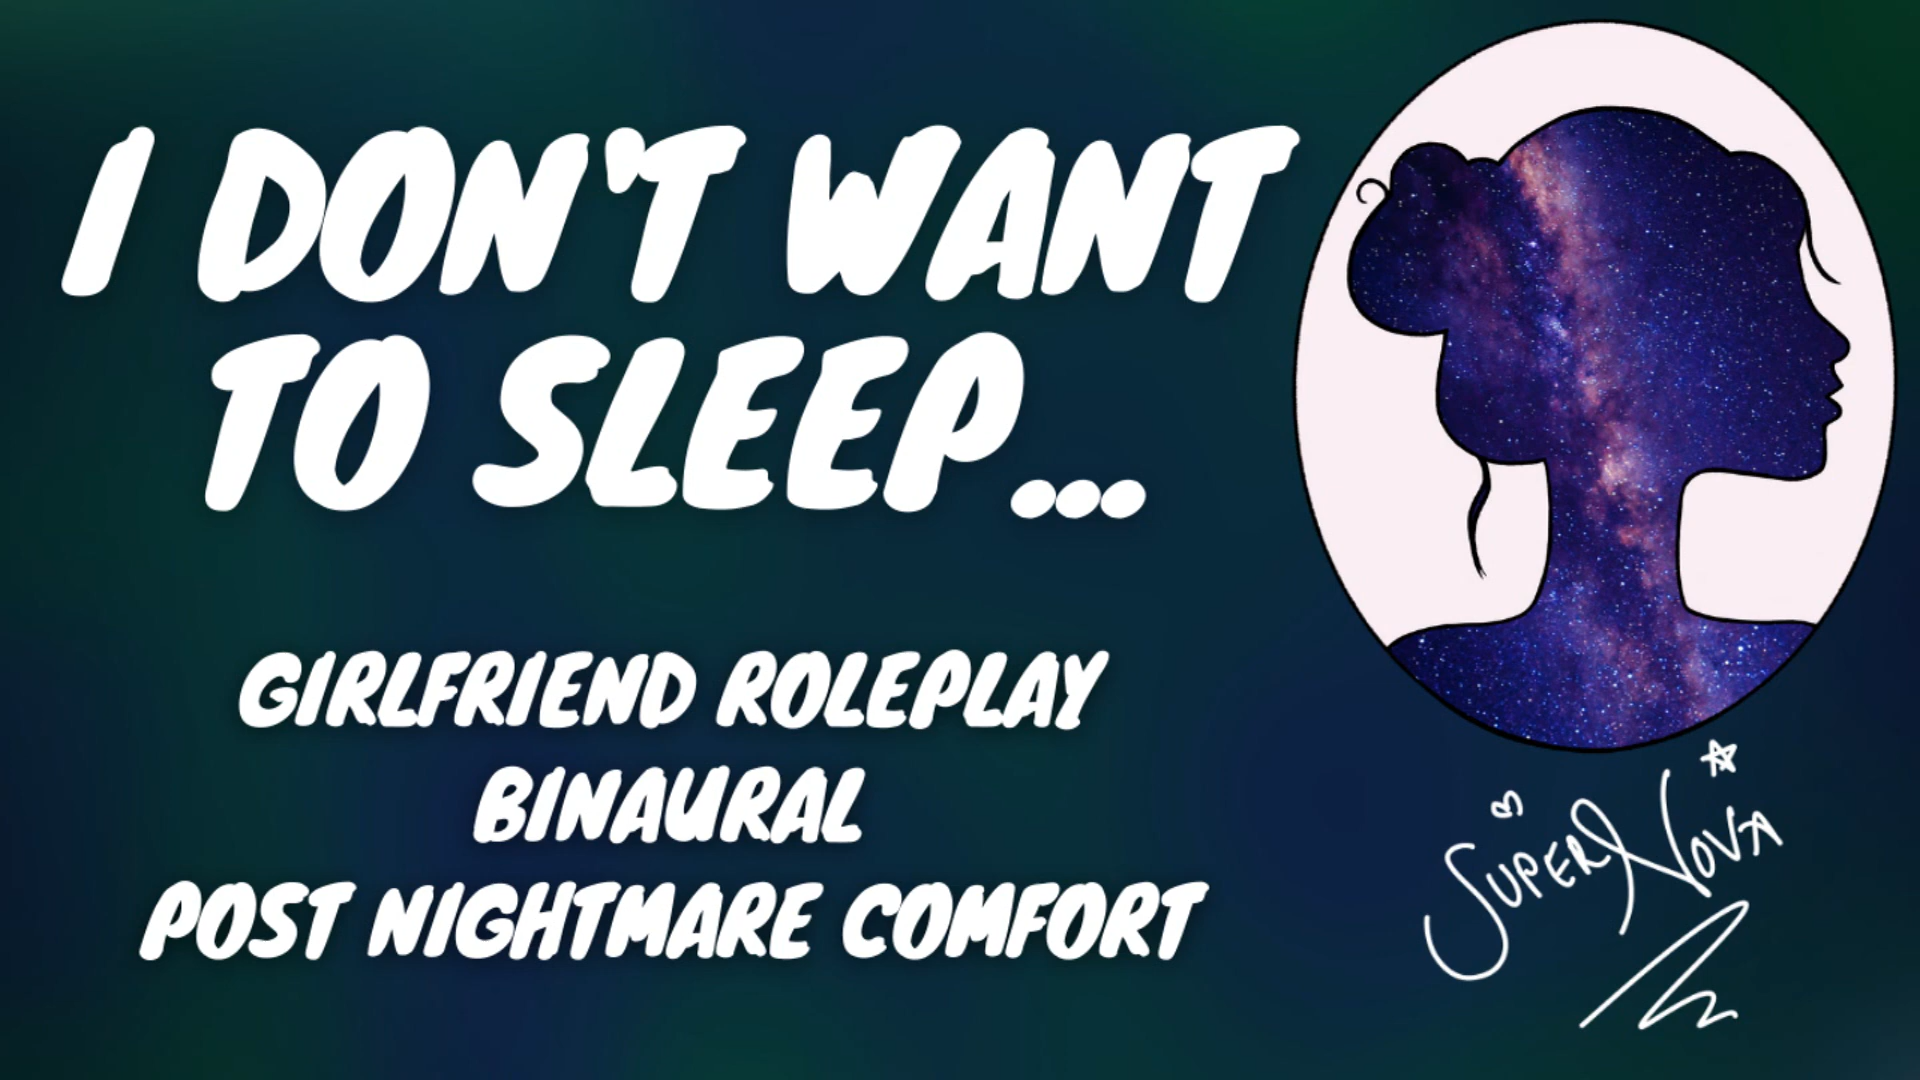 I DON'T WANT
TO SLEEP...
GIRLFRIEND ROLEPLAY
BINAURAL
POST NIGHTMARE COMFORT
SUPERNOVA